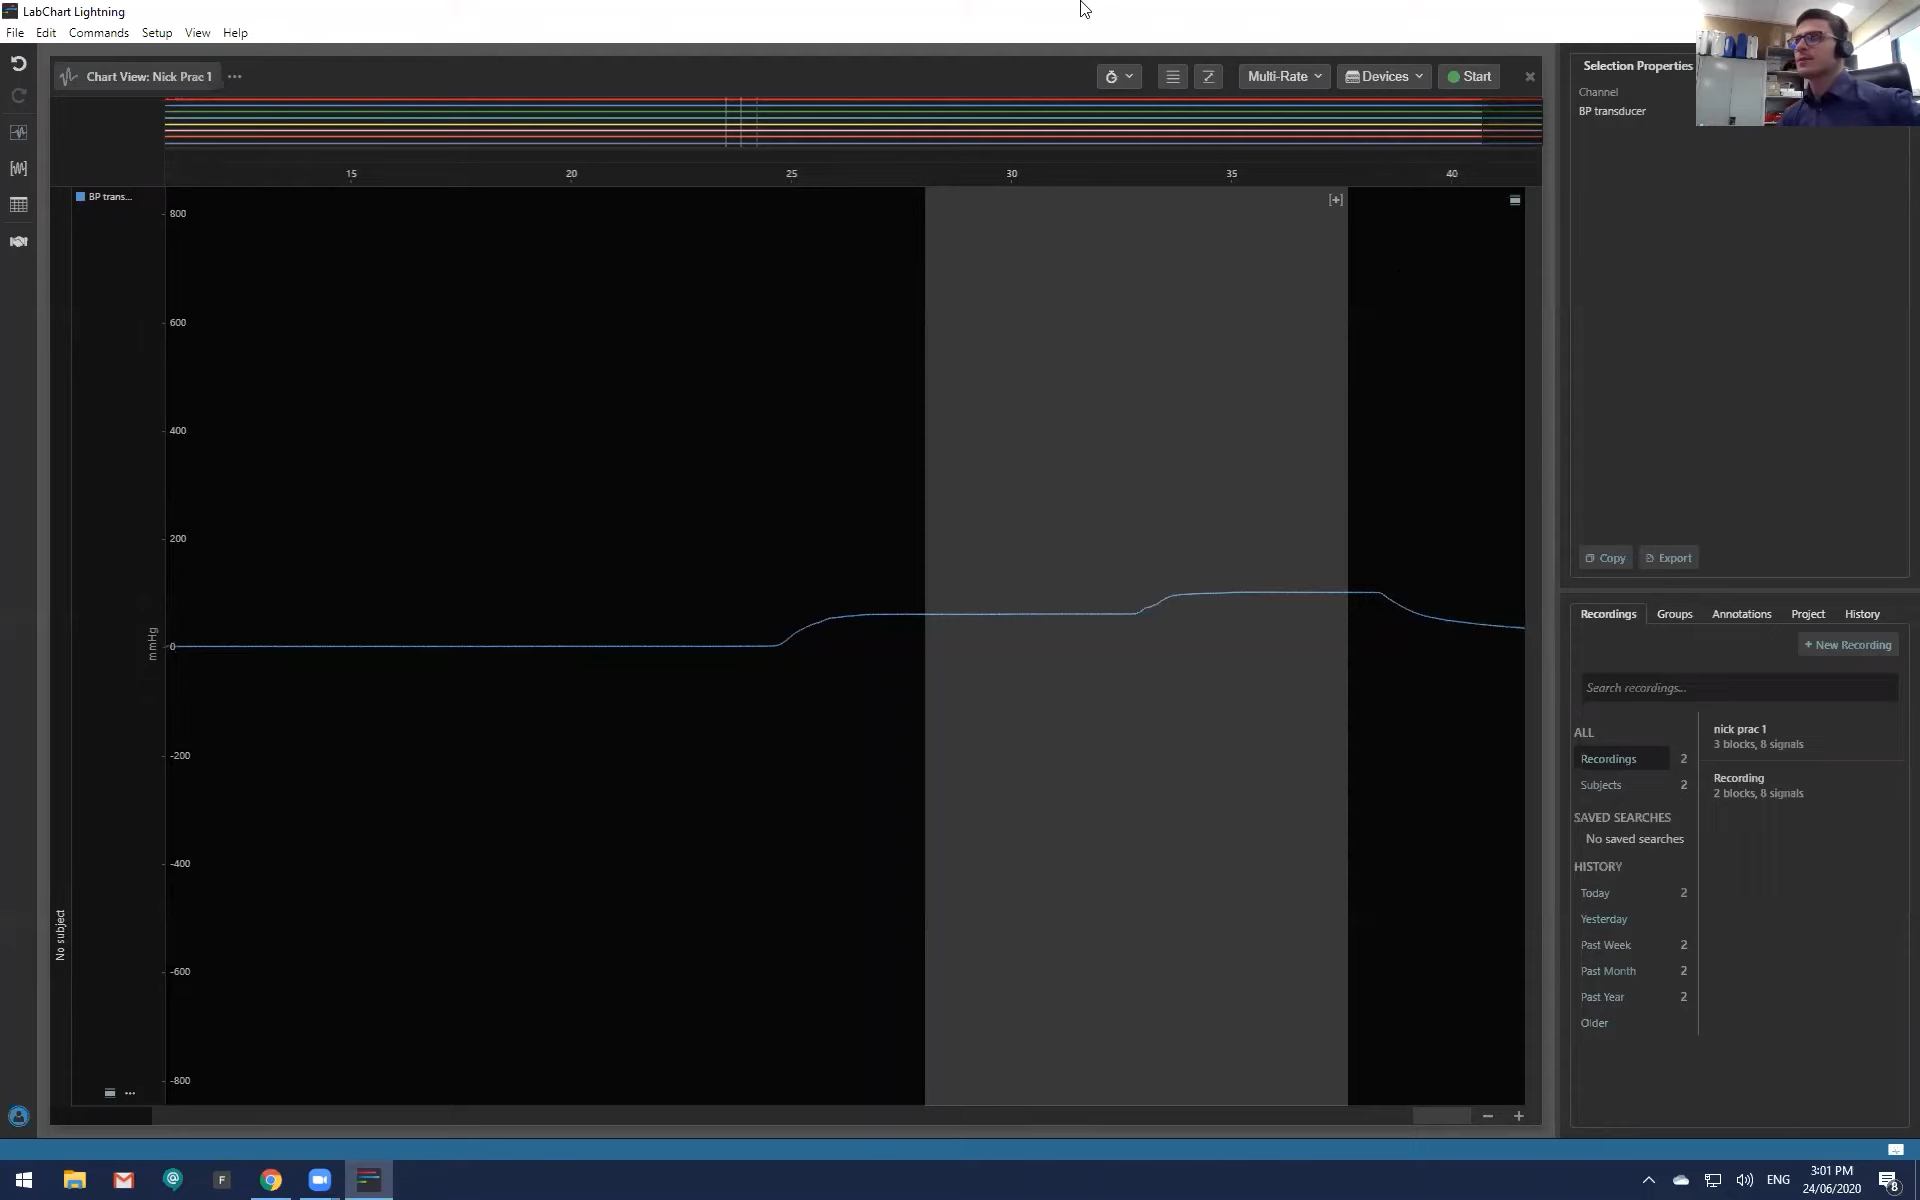 LabChart Lightning
File Edit Commands Setup View Help
Chart View: Nick Prac 1
Multi-Rate Devices Start
15 20 25 30 35 40
BP trans...
800
600
400
200
0
-200
-400
-600
-800
mmHg
No subject
Selection Properties
Channel
BP transducer
Copy Export
Recordings Groups Annotations Project History
+ New Recording
Search recordings...
ALL
Recordings 2
Subjects 2
SAVED SEARCHES
No saved searches
HISTORY
Today 2
Yesterday
Past Week 2
Past Month 2
Past Year 2
Older
nick prac 1
3 blocks, 8 signals
Recording
2 blocks, 8 signals
F
ENG
3:01 PM
24/06/2020
8